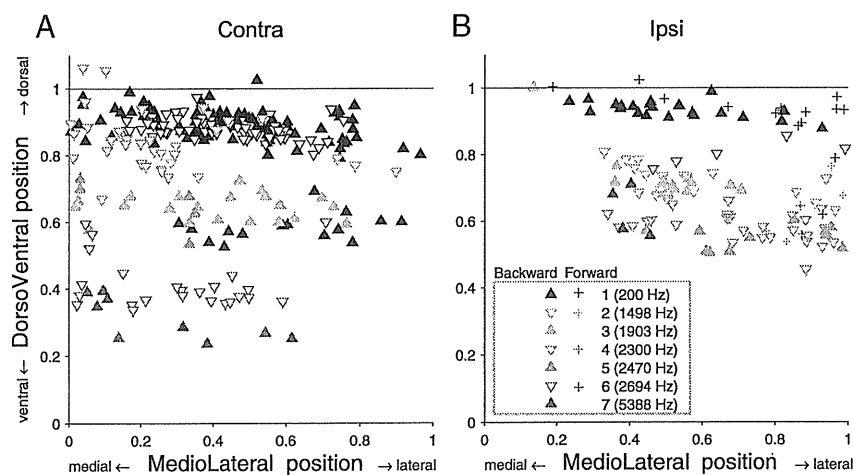 A
Contra
B
Ipsi
ventral ← DorsoVentral position → dorsal
1
0.8
0.6
0.4
0.2
0
0
0.2
0.4
0.6
0.8
1
medial ← MedioLateral position → lateral
1
0.8
0.6
0.4
0.2
0
0
0.2
0.4
0.6
0.8
1
medial ← MedioLateral position → lateral
Backward Forward
1 (200 Hz)
2 (1498 Hz)
3 (1903 Hz)
4 (2300 Hz)
5 (2470 Hz)
6 (2694 Hz)
7 (5388 Hz)